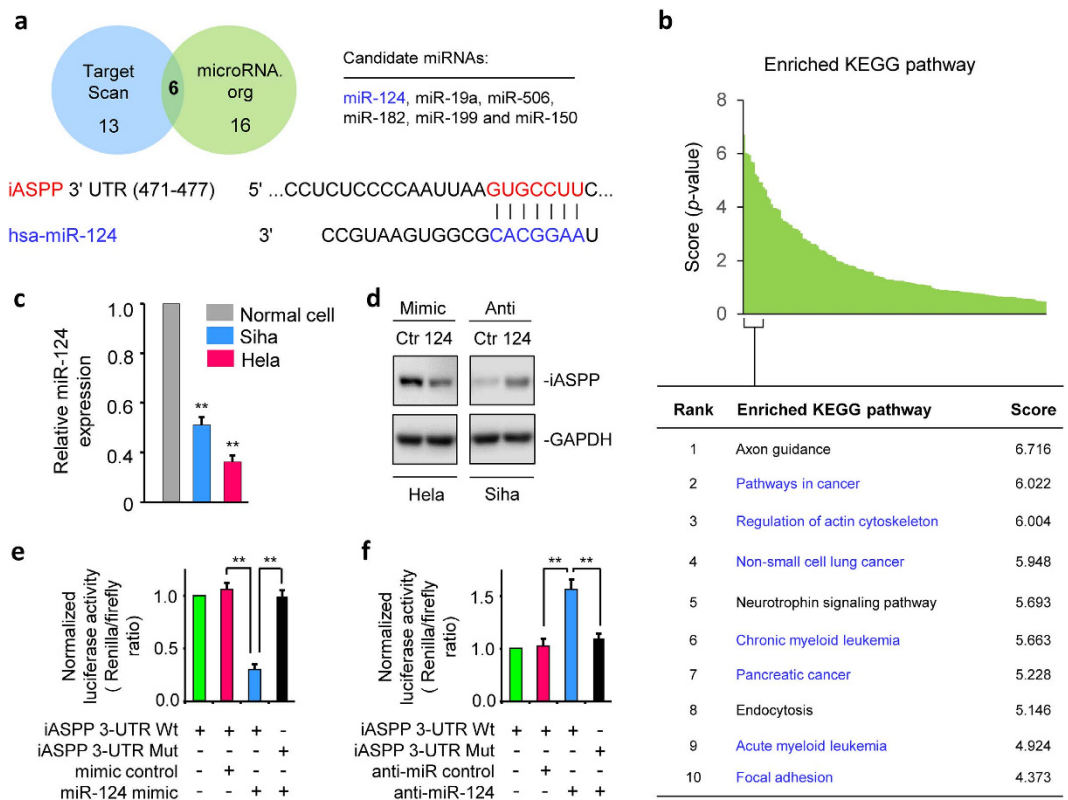 a
Target
Scan
13
6
microRNA.
org
16
Candidate miRNAs:
miR-124, miR-19a, miR-506,
miR-182, miR-199 and miR-150
iASPP 3' UTR (471-477) 5' ...CCUCUCCCCAAUUAAGUGCCUUC...
hsa-miR-124 3' CCGUAAGUGGCGCACGGAAU
b
Enriched KEGG pathway
Score (p-value)
8
6
4
2
0
Rank Enriched KEGG pathway Score
1 Axon guidance 6.716
2 Pathways in cancer 6.022
3 Regulation of actin cytoskeleton 6.004
4 Non-small cell lung cancer 5.948
5 Neurotrophin signaling pathway 5.693
6 Chronic myeloid leukemia 5.663
7 Pancreatic cancer 5.228
8 Endocytosis 5.146
9 Acute myeloid leukemia 4.924
10 Focal adhesion 4.373
c
Relative miR-124
expression
1.0
0.8
0.6
0.4
0
**
**
Normal cell
Siha
Hela
d
Mimic Anti
Ctr 124 Ctr 124
-iASPP
-GAPDH
Hela Siha
e
Normalized
luciferase activity
( Renilla/firefly
ratio)
1.0
0.5
0.0
** **
iASPP 3-UTR Wt + + + -
iASPP 3-UTR Mut - - - +
mimic control - + - -
miR-124 mimic - - + +
f
Normalized
luciferase activity
( Renilla/firefly
ratio)
1.5
1.0
0.0
** **
iASPP 3-UTR Wt + + + -
iASPP 3-UTR Mut - - - +
anti-miR control - + - -
anti-miR-124 - - + +